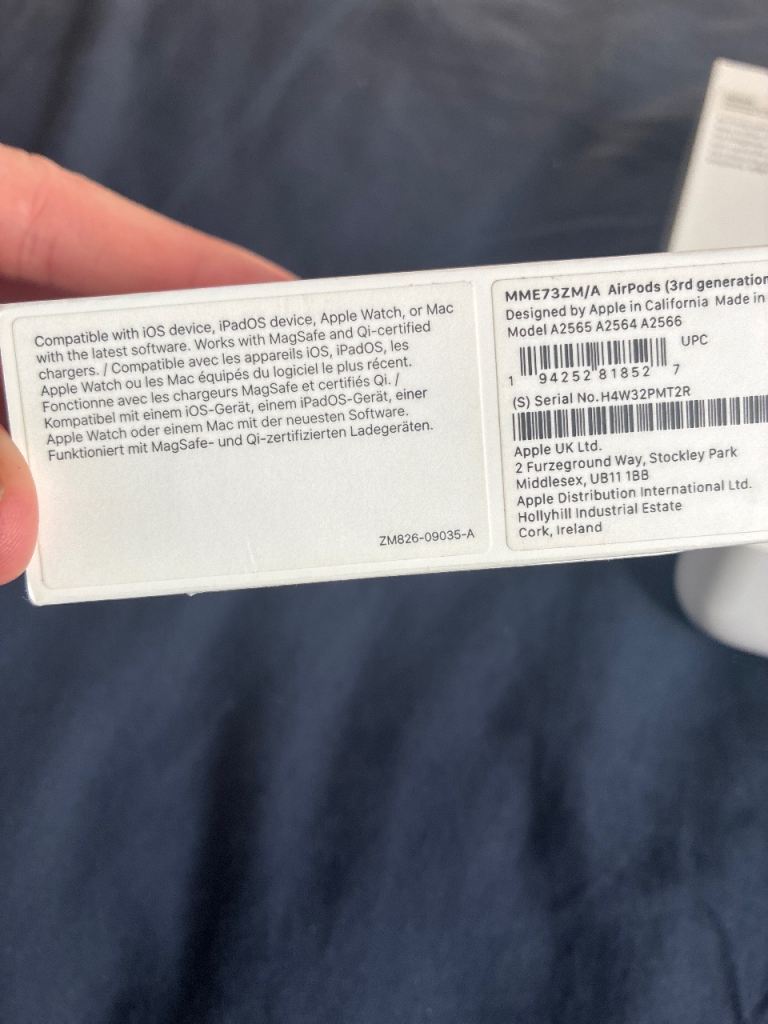 Compatible with iOS device, iPadOS device, Apple Watch, or Mac
with the latest software. Works with MagSafe and Qi-certified
chargers. / Compatible avec les appareils iOS, iPadOS, les
Apple Watch ou les Mac équipés du logiciel le plus récent.
Fonctionne avec les chargeurs MagSafe et certifiés Qi. /
Kompatibel mit einem iOS-Gerät, einem iPadOS-Gerät, einer
Apple Watch oder einem Mac mit der neuesten Software.
Funktioniert mit MagSafe- und Qi-zertifizierten Ladegeräten.
ZM826-09035-A
MME73ZM/A AirPods (3rd generation
Designed by Apple in California Made in
Model A2565 A2564 A2566
UPC
1 94252 81852 7
(S) Serial No. H4W32PMT2R
Apple UK Ltd.
2 Furzeground Way, Stockley Park
Middlesex, UB11 1BB
Apple Distribution International Ltd.
Hollyhill Industrial Estate
Cork, Ireland